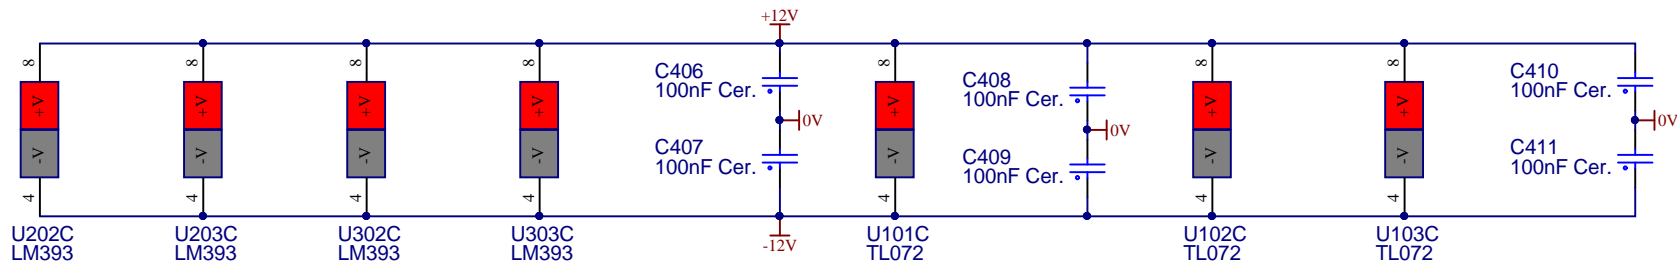 +12V
8
8
8
8
8
8
8
+V
+V
+V
+V
+V
+V
+V
C406
100nF Cer.
C408
100nF Cer.
C410
100nF Cer.
0V
0V
0V
-V
-V
-V
-V
-V
-V
-V
C407
100nF Cer.
C409
100nF Cer.
C411
100nF Cer.
4
4
4
4
4
4
4
U202C
LM393
U203C
LM393
U302C
LM393
U303C
LM393
-12V
U101C
TL072
U102C
TL072
U103C
TL072